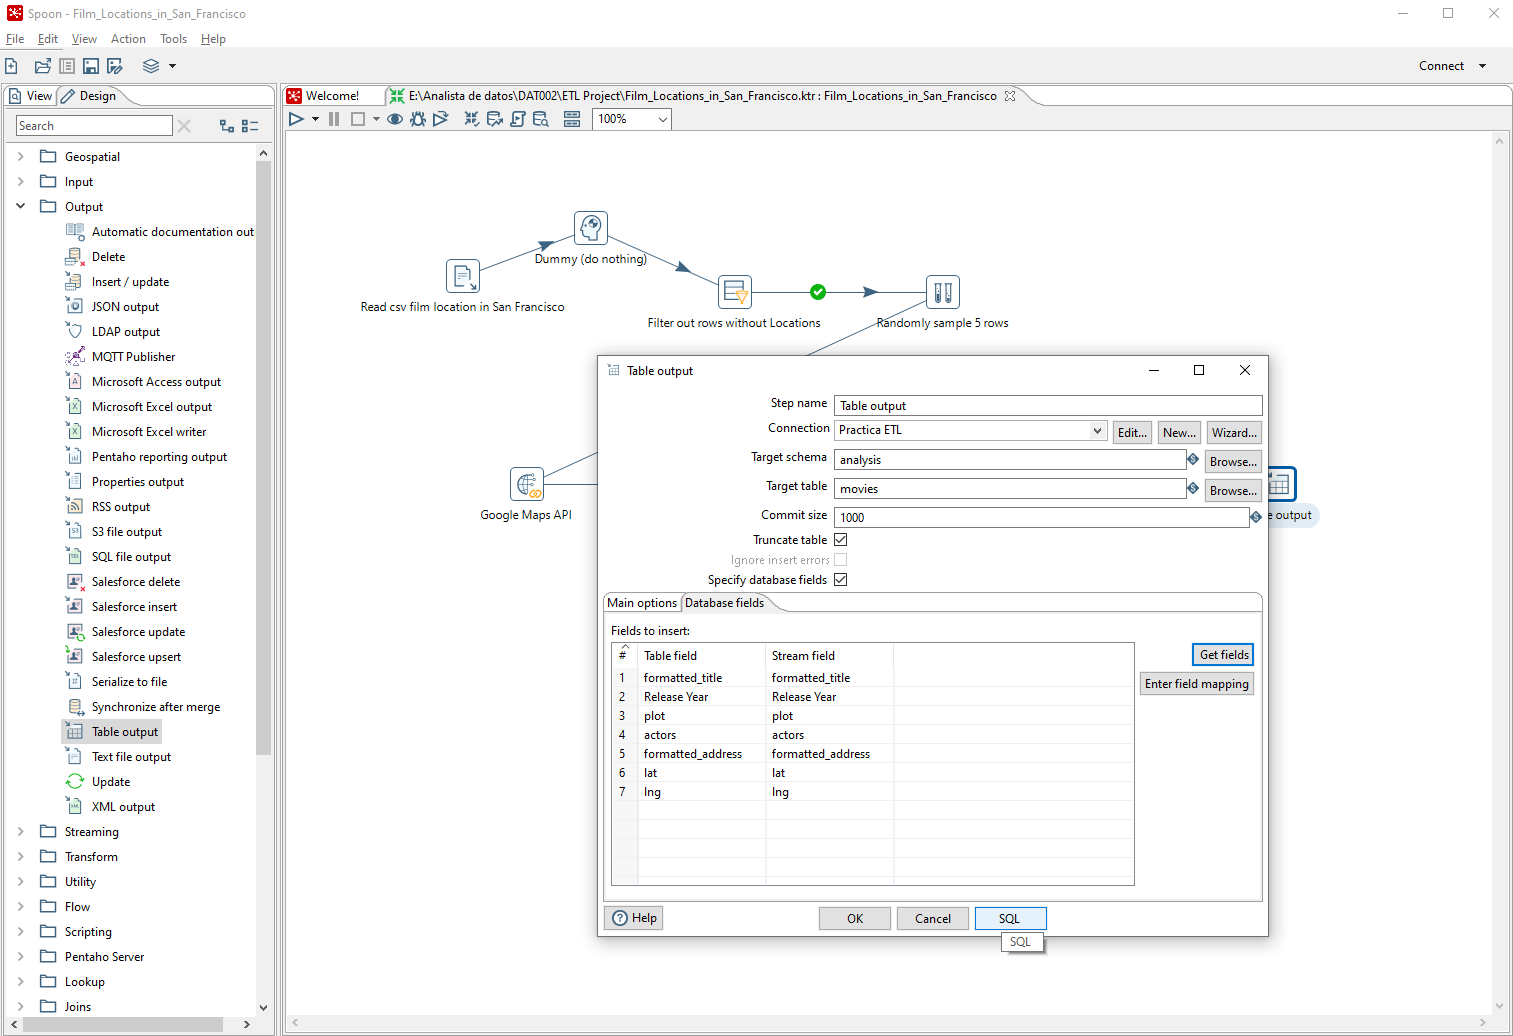 Spoon - Film_Locations_in_San_Francisco
File Edit View Action Tools Help
Connect
View Design
Welcome! E:\Analista de datos\DAT002\ETL Project\Film_Locations_in_San_Francisco.ktr : Film_Locations_in_San_Francisco
100%
Search
Geospatial
Input
Output
Automatic documentation out
Delete
Insert / update
JSON output
LDAP output
MQTT Publisher
Microsoft Access output
Microsoft Excel output
Microsoft Excel writer
Pentaho reporting output
Properties output
RSS output
S3 file output
SQL file output
Salesforce delete
Salesforce insert
Salesforce update
Salesforce upsert
Serialize to file
Synchronize after merge
Table output
Text file output
Update
XML output
Streaming
Transform
Utility
Flow
Scripting
Pentaho Server
Lookup
Joins
Dummy (do nothing)
Read csv film location in San Francisco
Filter out rows without Locations
Randomly sample 5 rows
Google Maps API
e output
Table output
Step name Table output
Connection Practica ETL Edit... New... Wizard...
Target schema analysis Browse...
Target table movies Browse...
Commit size 1000
Truncate table
Ignore insert errors
Specify database fields
Main options Database fields
Fields to insert:
# Table field Stream field
1 formatted_title formatted_title
2 Release Year Release Year
3 plot plot
4 actors actors
5 formatted_address formatted_address
6 lat lat
7 lng lng
Get fields
Enter field mapping
Help OK Cancel SQL
SQL